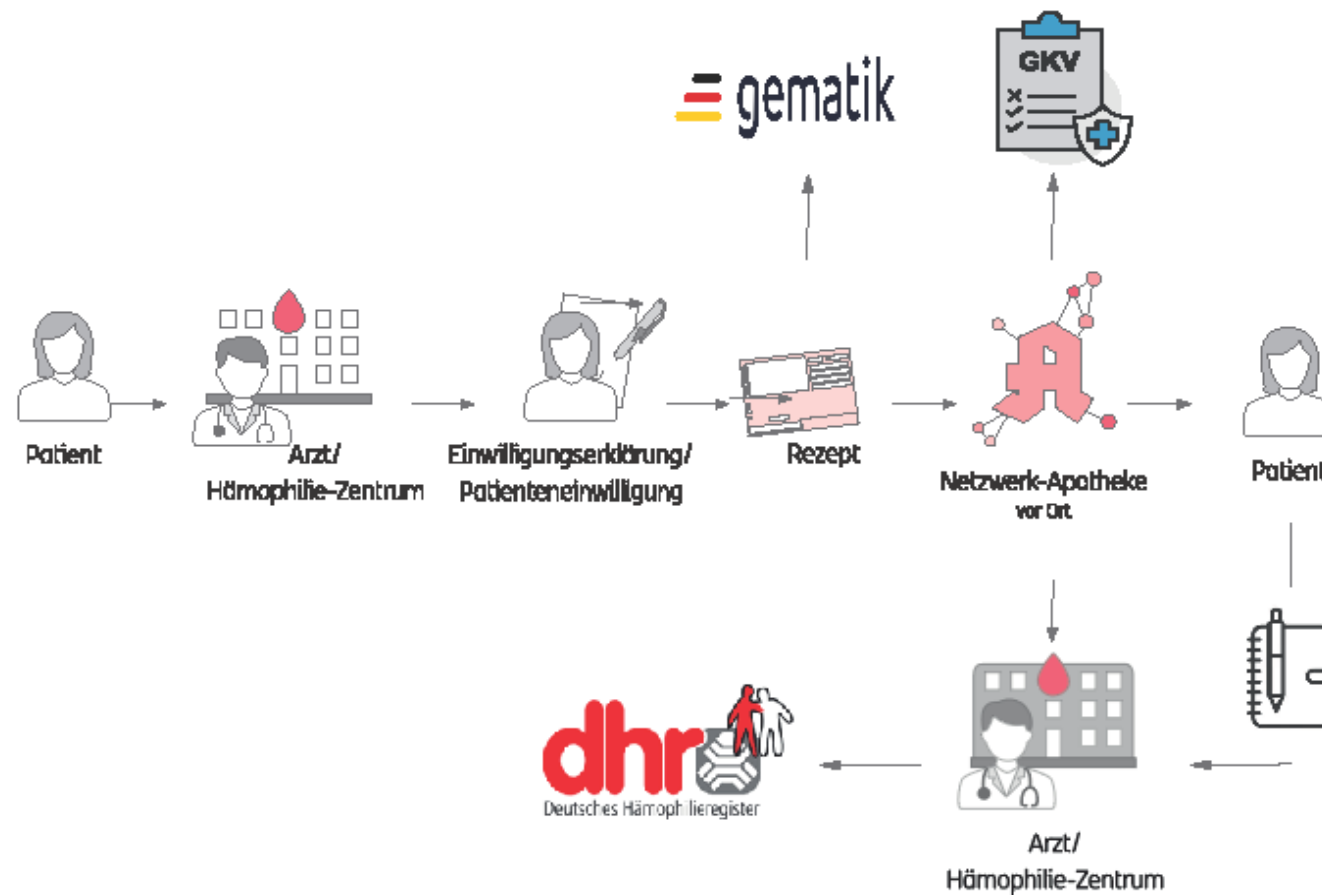 gematik
GKV
Patient
Arzt/
Hämophilie-Zentrum
Einwilligungserklärung/
Patienteneinwilligung
Rezept
Netzwerk-Apotheke
vor Ort
Patient
dhr
Deutsches Hämophilieregister
Arzt/
Hämophilie-Zentrum